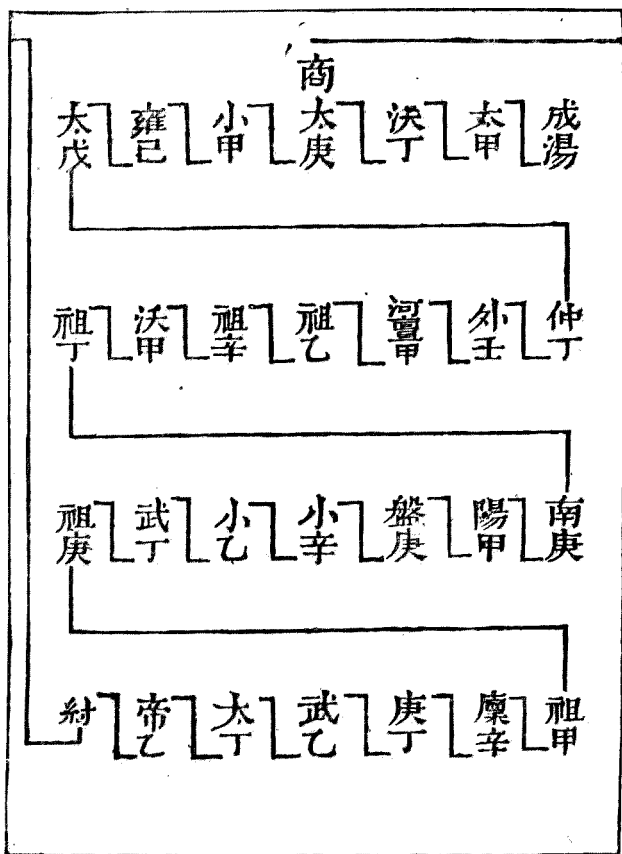 商
成湯
太甲
決丁
太庚
小甲
雍己
太戊
仲丁
外壬
河亶甲
祖乙
祖辛
沃甲
祖丁
南庚
陽甲
盤庚
小辛
小乙
武丁
祖庚
祖甲
廩辛
庚丁
武乙
太丁
帝乙
紂